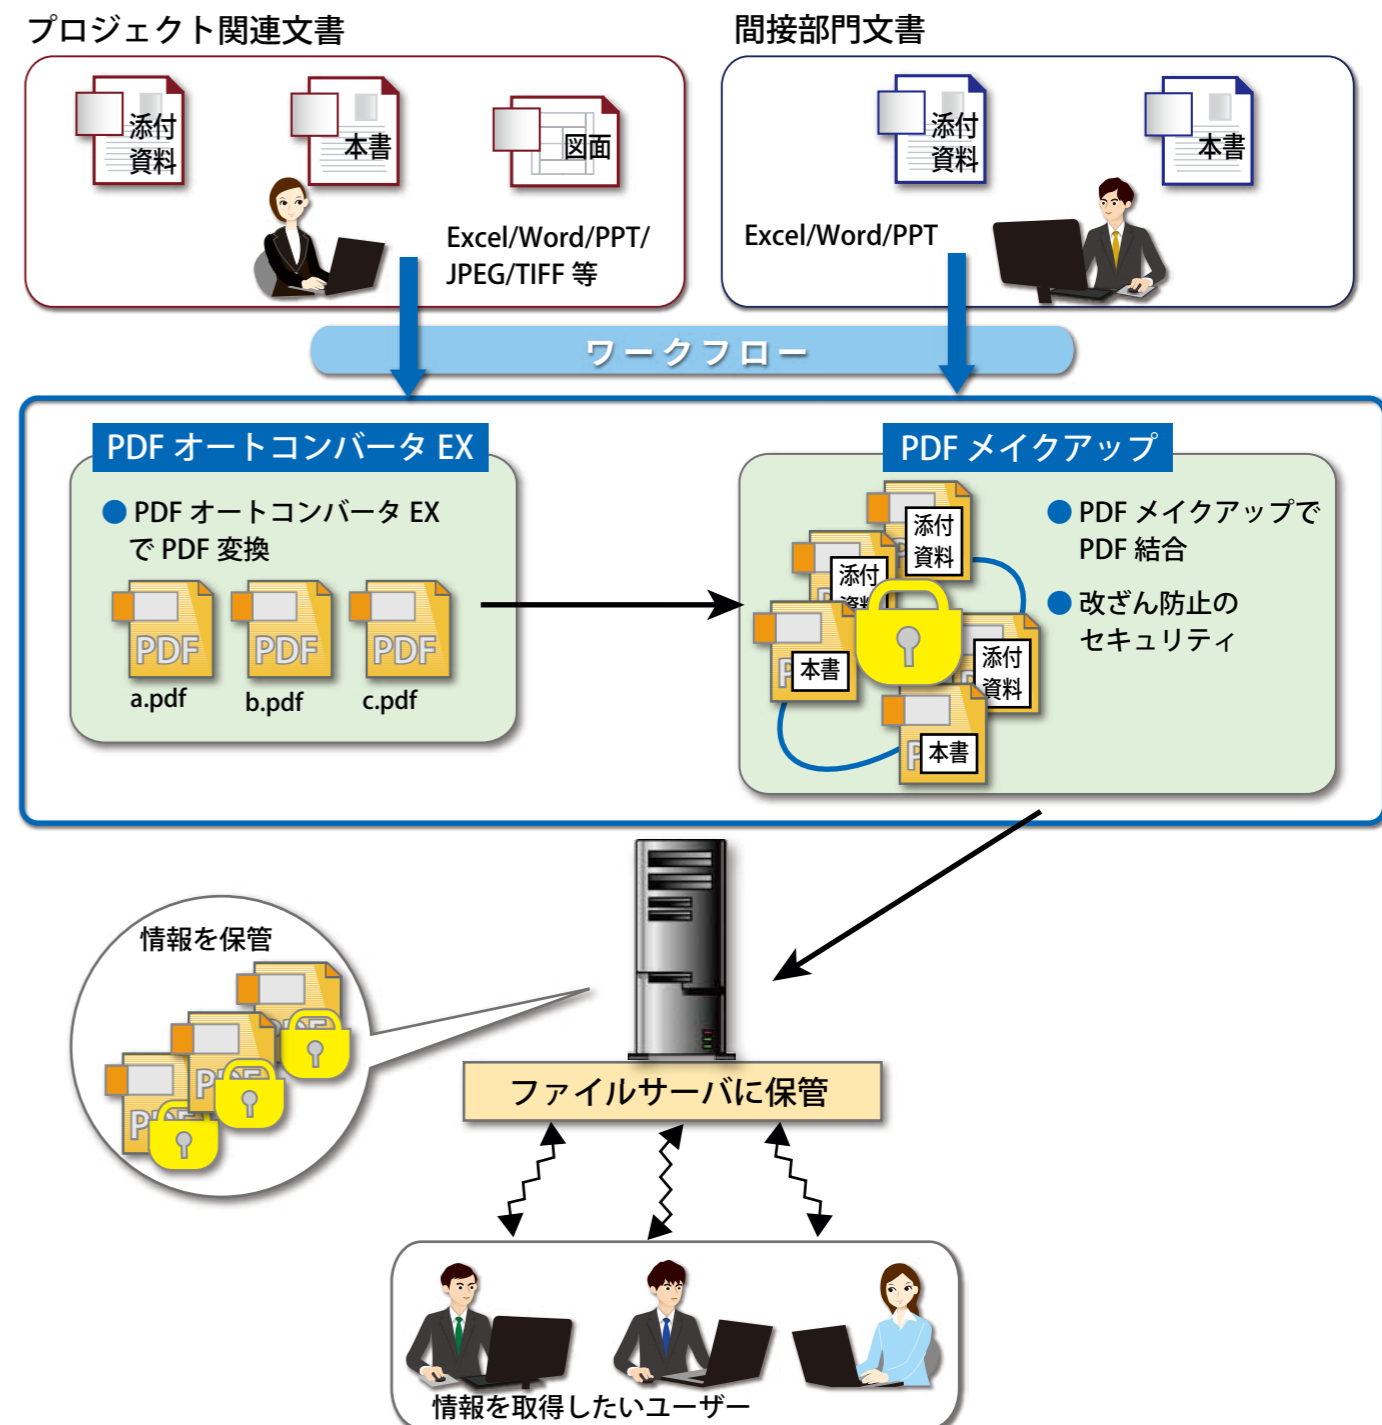 プロジェクト関連文書
間接部門文書
添付
資料
本書
図面
Excel/Word/PPT/
JPEG/TIFF 等
添付
資料
本書
Excel/Word/PPT
ワークフロー
PDF オートコンバータ EX
● PDF オートコンバータ EX
で PDF 変換
PDF
PDF
PDF
a.pdf
b.pdf
c.pdf
PDF メイクアップ
添付
資料
添付
資料
本書
添付
資料
本書
● PDF メイクアップで
PDF 結合
● 改ざん防止の
セキュリティ
情報を保管
PDF
PDF
PDF
ファイルサーバに保管
情報を取得したいユーザー